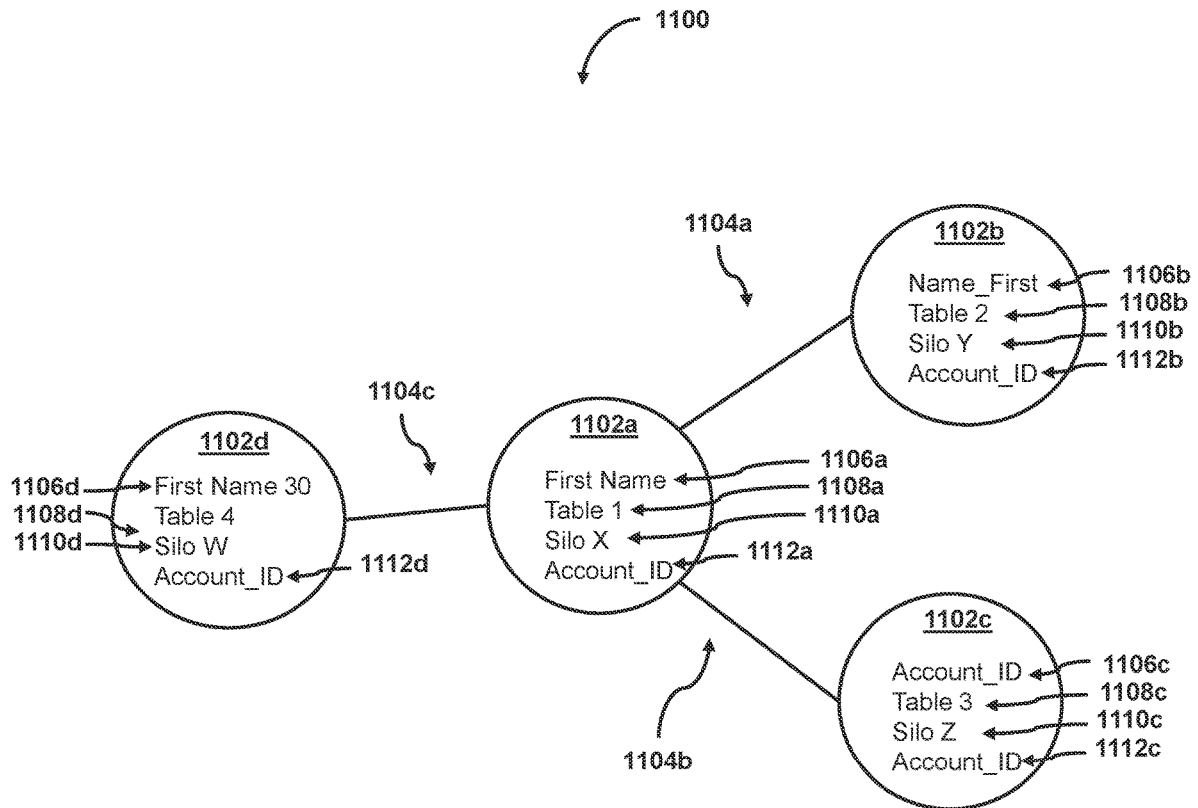 1100
1104a
1102b
Name_First
1106b
Table 2
1108b
Silo Y
1110b
Account_ID
1112b
1104c
1102d
1106d
First Name 30
1108d
Table 4
1110d
Silo W
Account_ID
1112d
1102a
First Name
1106a
Table 1
1108a
Silo X
1110a
Account_ID
1112a
1104b
1102c
Account_ID
1106c
Table 3
1108c
Silo Z
1110c
Account_ID
1112c